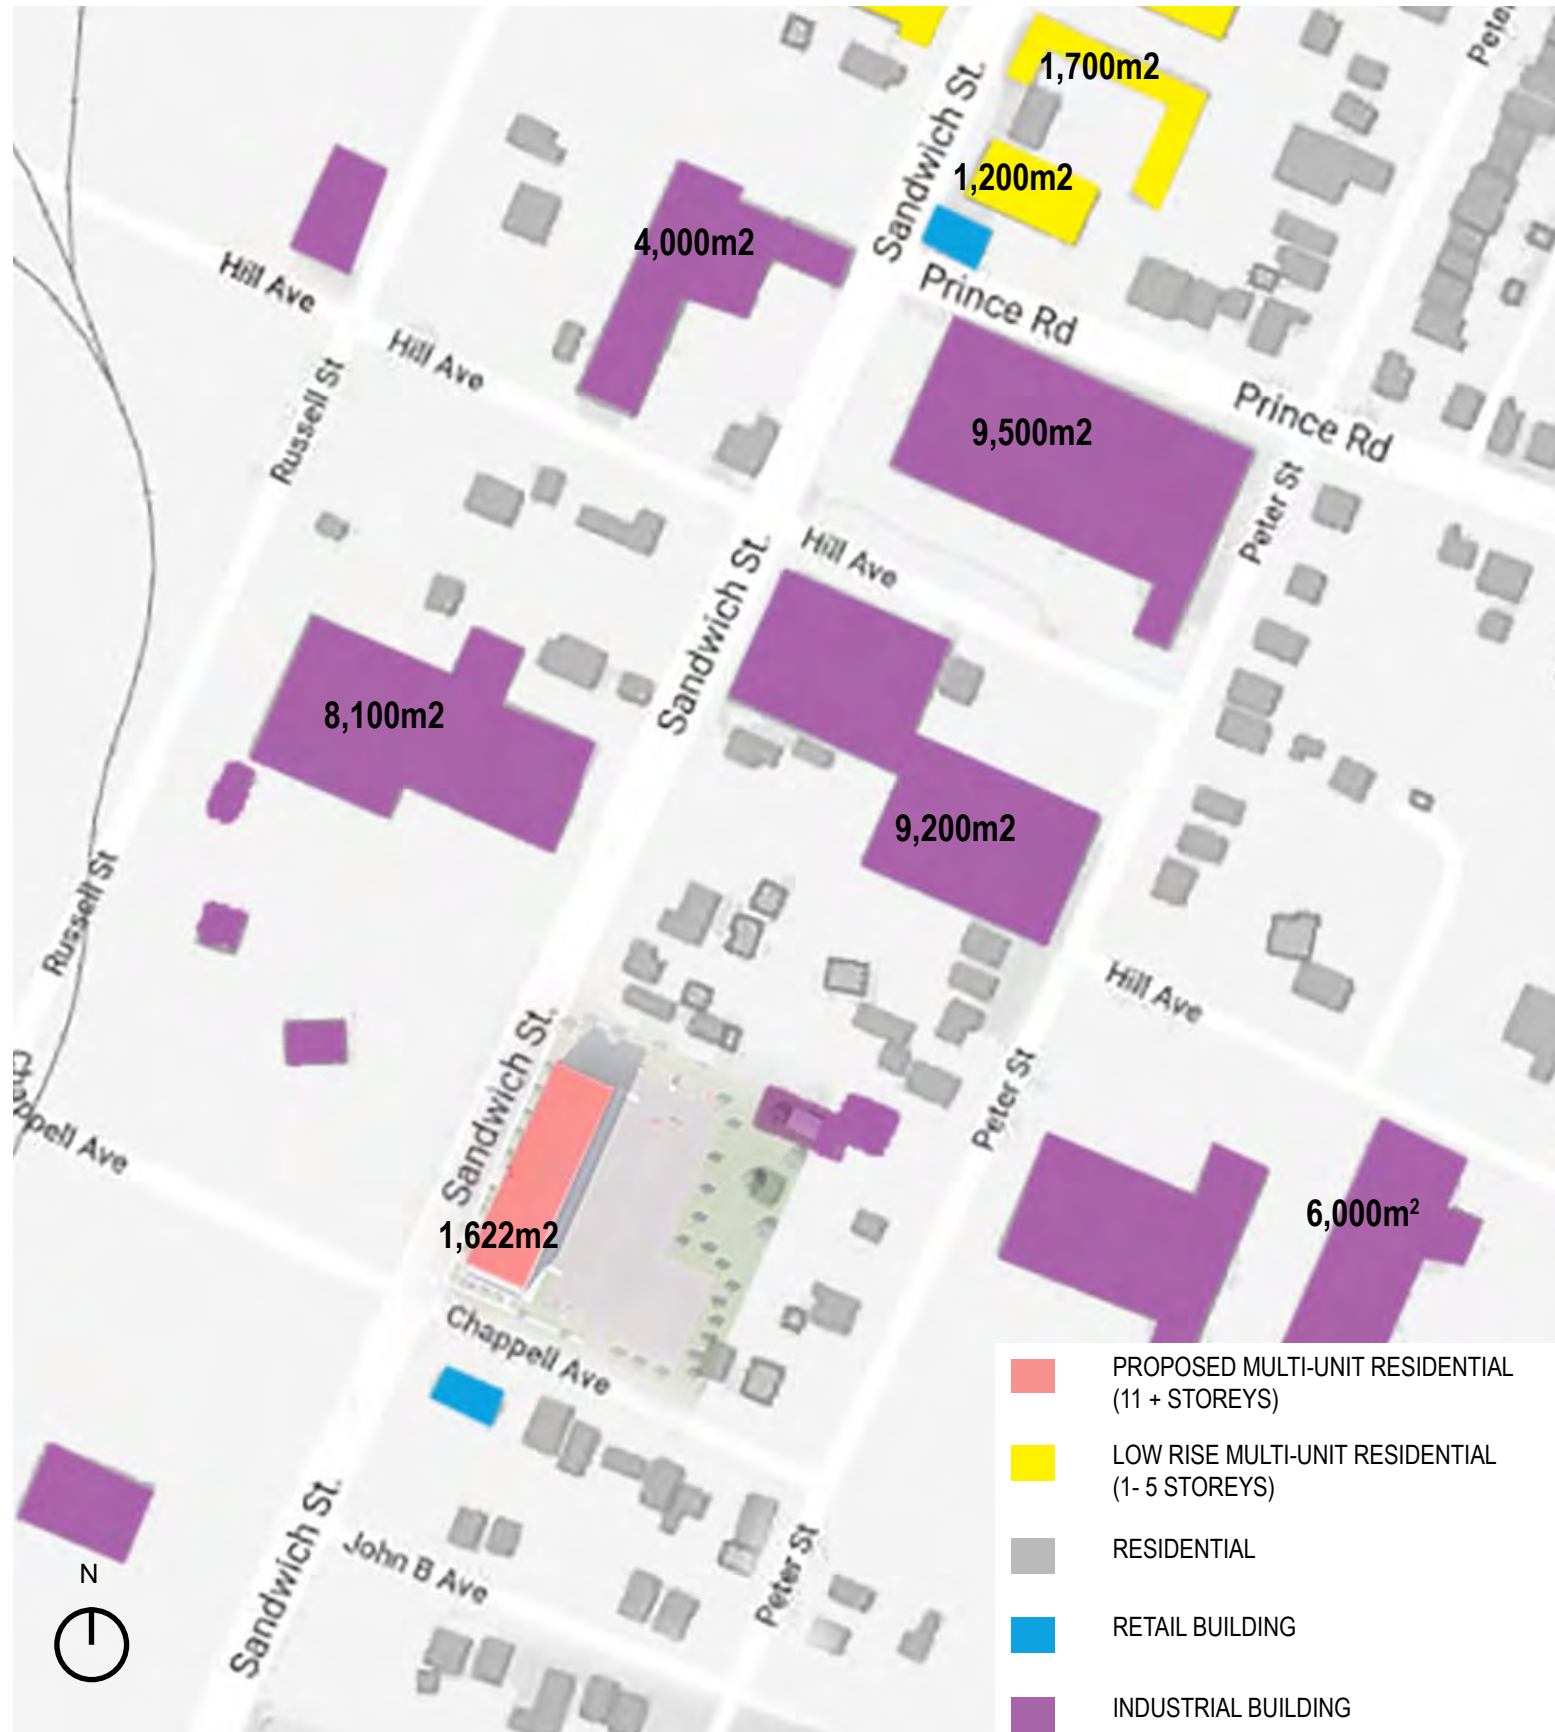 Peter
1,700m2
Sandwich St.
1,200m2
4,000m2
Hill Ave
Prince Rd
Hill Ave
Russell St
Prince Rd
9,500m2
Peter St
Hill Ave
Sandwich St.
8,100m2
9,200m2
Russell St
Hill Ave
Sandwich St.
Peter St
Chappell Ave
6,000m²
1,622m2
Chappell Ave
PROPOSED MULTI-UNIT RESIDENTIAL
(11 + STOREYS)
LOW RISE MULTI-UNIT RESIDENTIAL
(1- 5 STOREYS)
Sandwich St.
RESIDENTIAL
N
John B Ave
Peter St
RETAIL BUILDING
INDUSTRIAL BUILDING